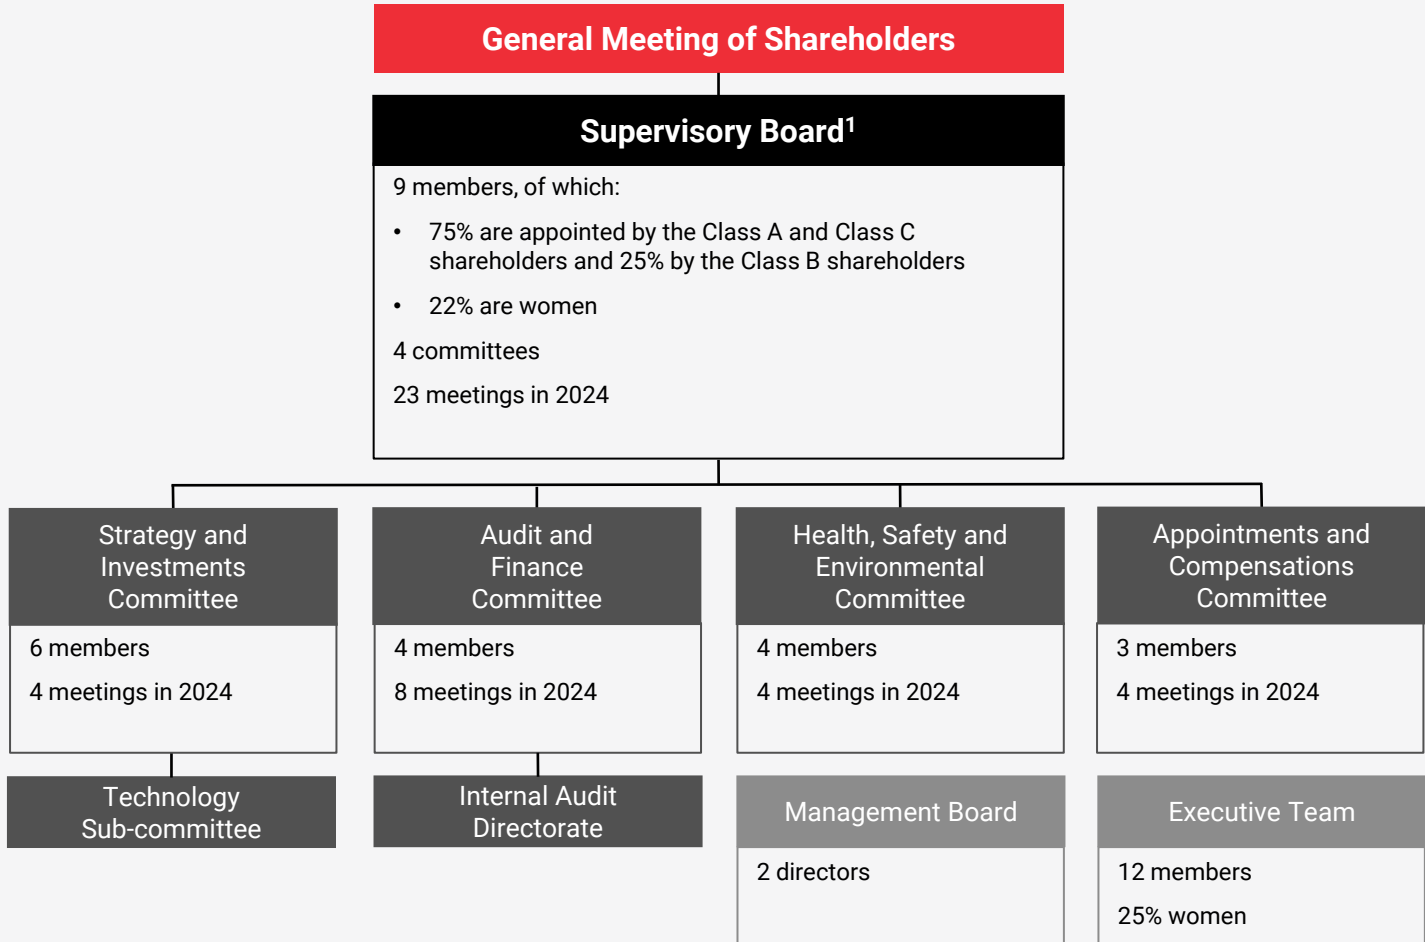 General Meeting of Shareholders
Supervisory Board¹
9 members, of which:
• 75% are appointed by the Class A and Class C
shareholders and 25% by the Class B shareholders
• 22% are women
4 committees
23 meetings in 2024
Strategy and
Investments
Committee
6 members
4 meetings in 2024
Technology
Sub-committee
Audit and
Finance
Committee
4 members
8 meetings in 2024
Internal Audit
Directorate
Health, Safety and
Environmental
Committee
4 members
4 meetings in 2024
Management Board
2 directors
Appointments and
Compensations
Committee
3 members
4 meetings in 2024
Executive Team
12 members
25% women